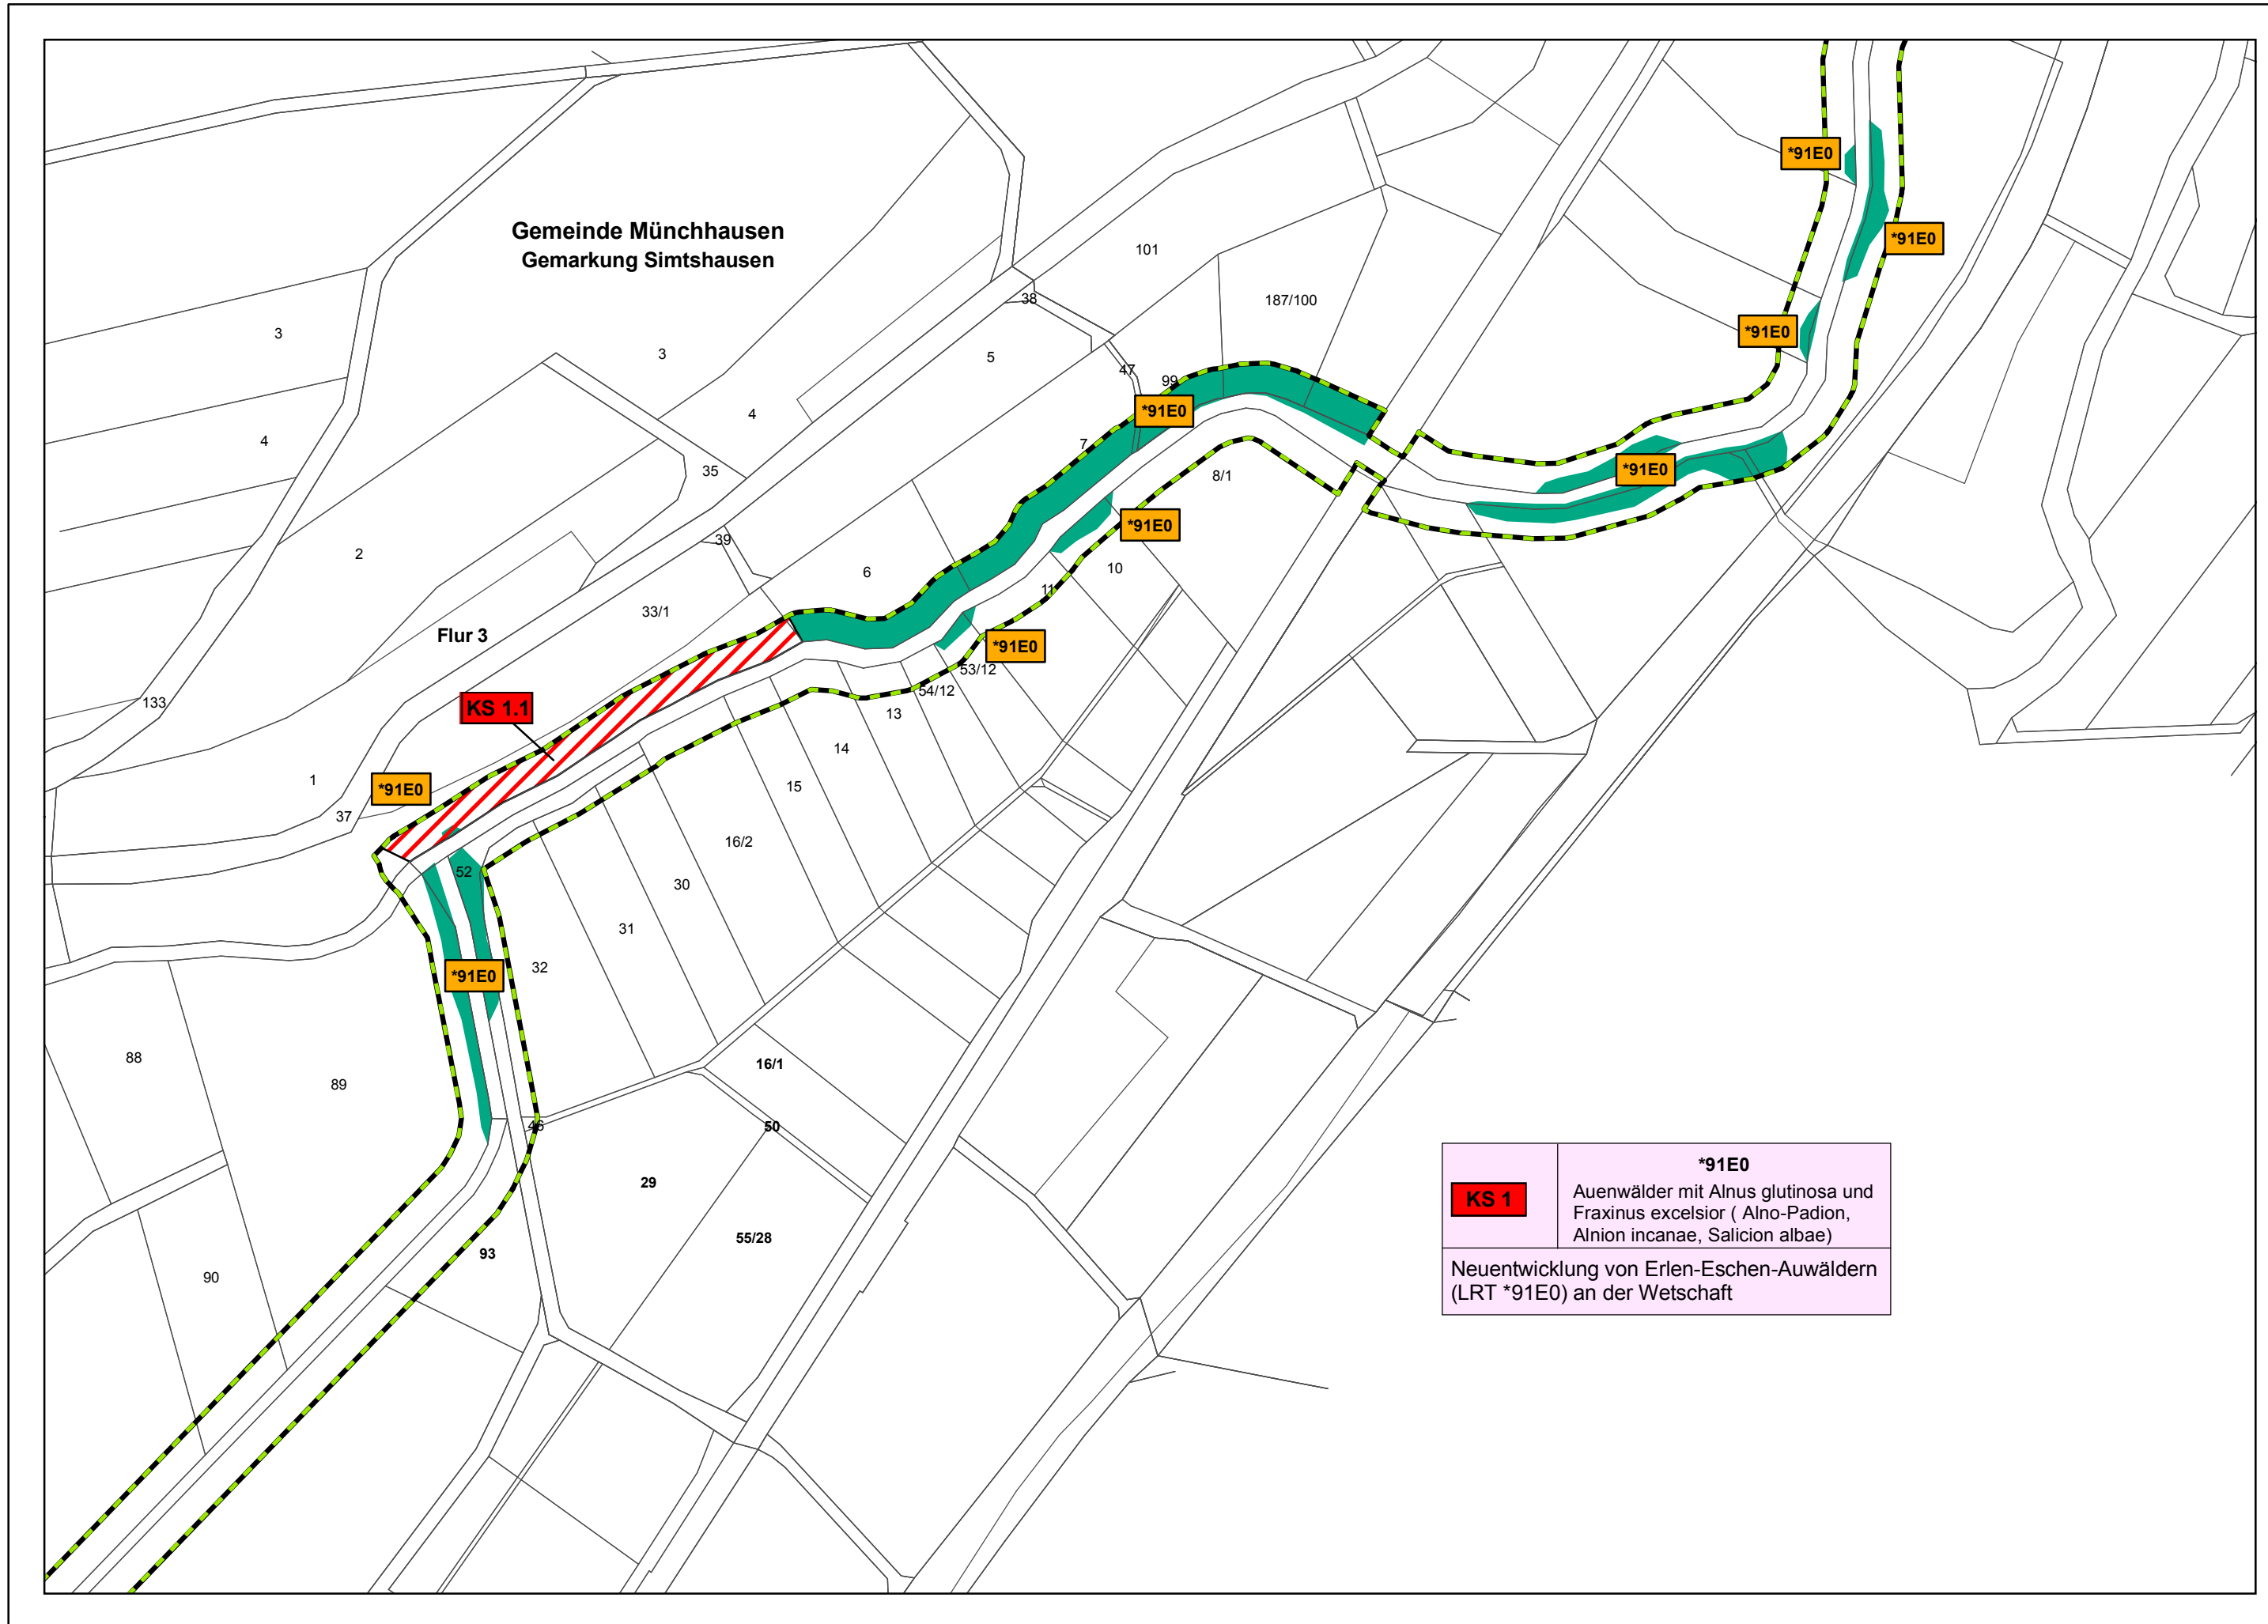 *91E0
Gemeinde Münchhausen
Gemarkung Simtshausen
*91E0
101
38
187/100
3
*91E0
3
5
47
99
*91E0
4
4
7
35
*91E0
8/1
*91E0
39
2
10
6
11
33/1
Flur 3
*91E0
53/12
54/12
133
KS 1.1
13
14
1
*91E0
15
37
16/2
52
30
31
32
*91E0
88
16/1
89
46
50
29
55/28
93
90
*91E0
KS 1
Auenwälder mit Alnus glutinosa und
Fraxinus excelsior ( Alno-Padion,
Alnion incanae, Salicion albae)
Neuentwicklung von Erlen-Eschen-Auwäldern
(LRT *91E0) an der Wetschaft